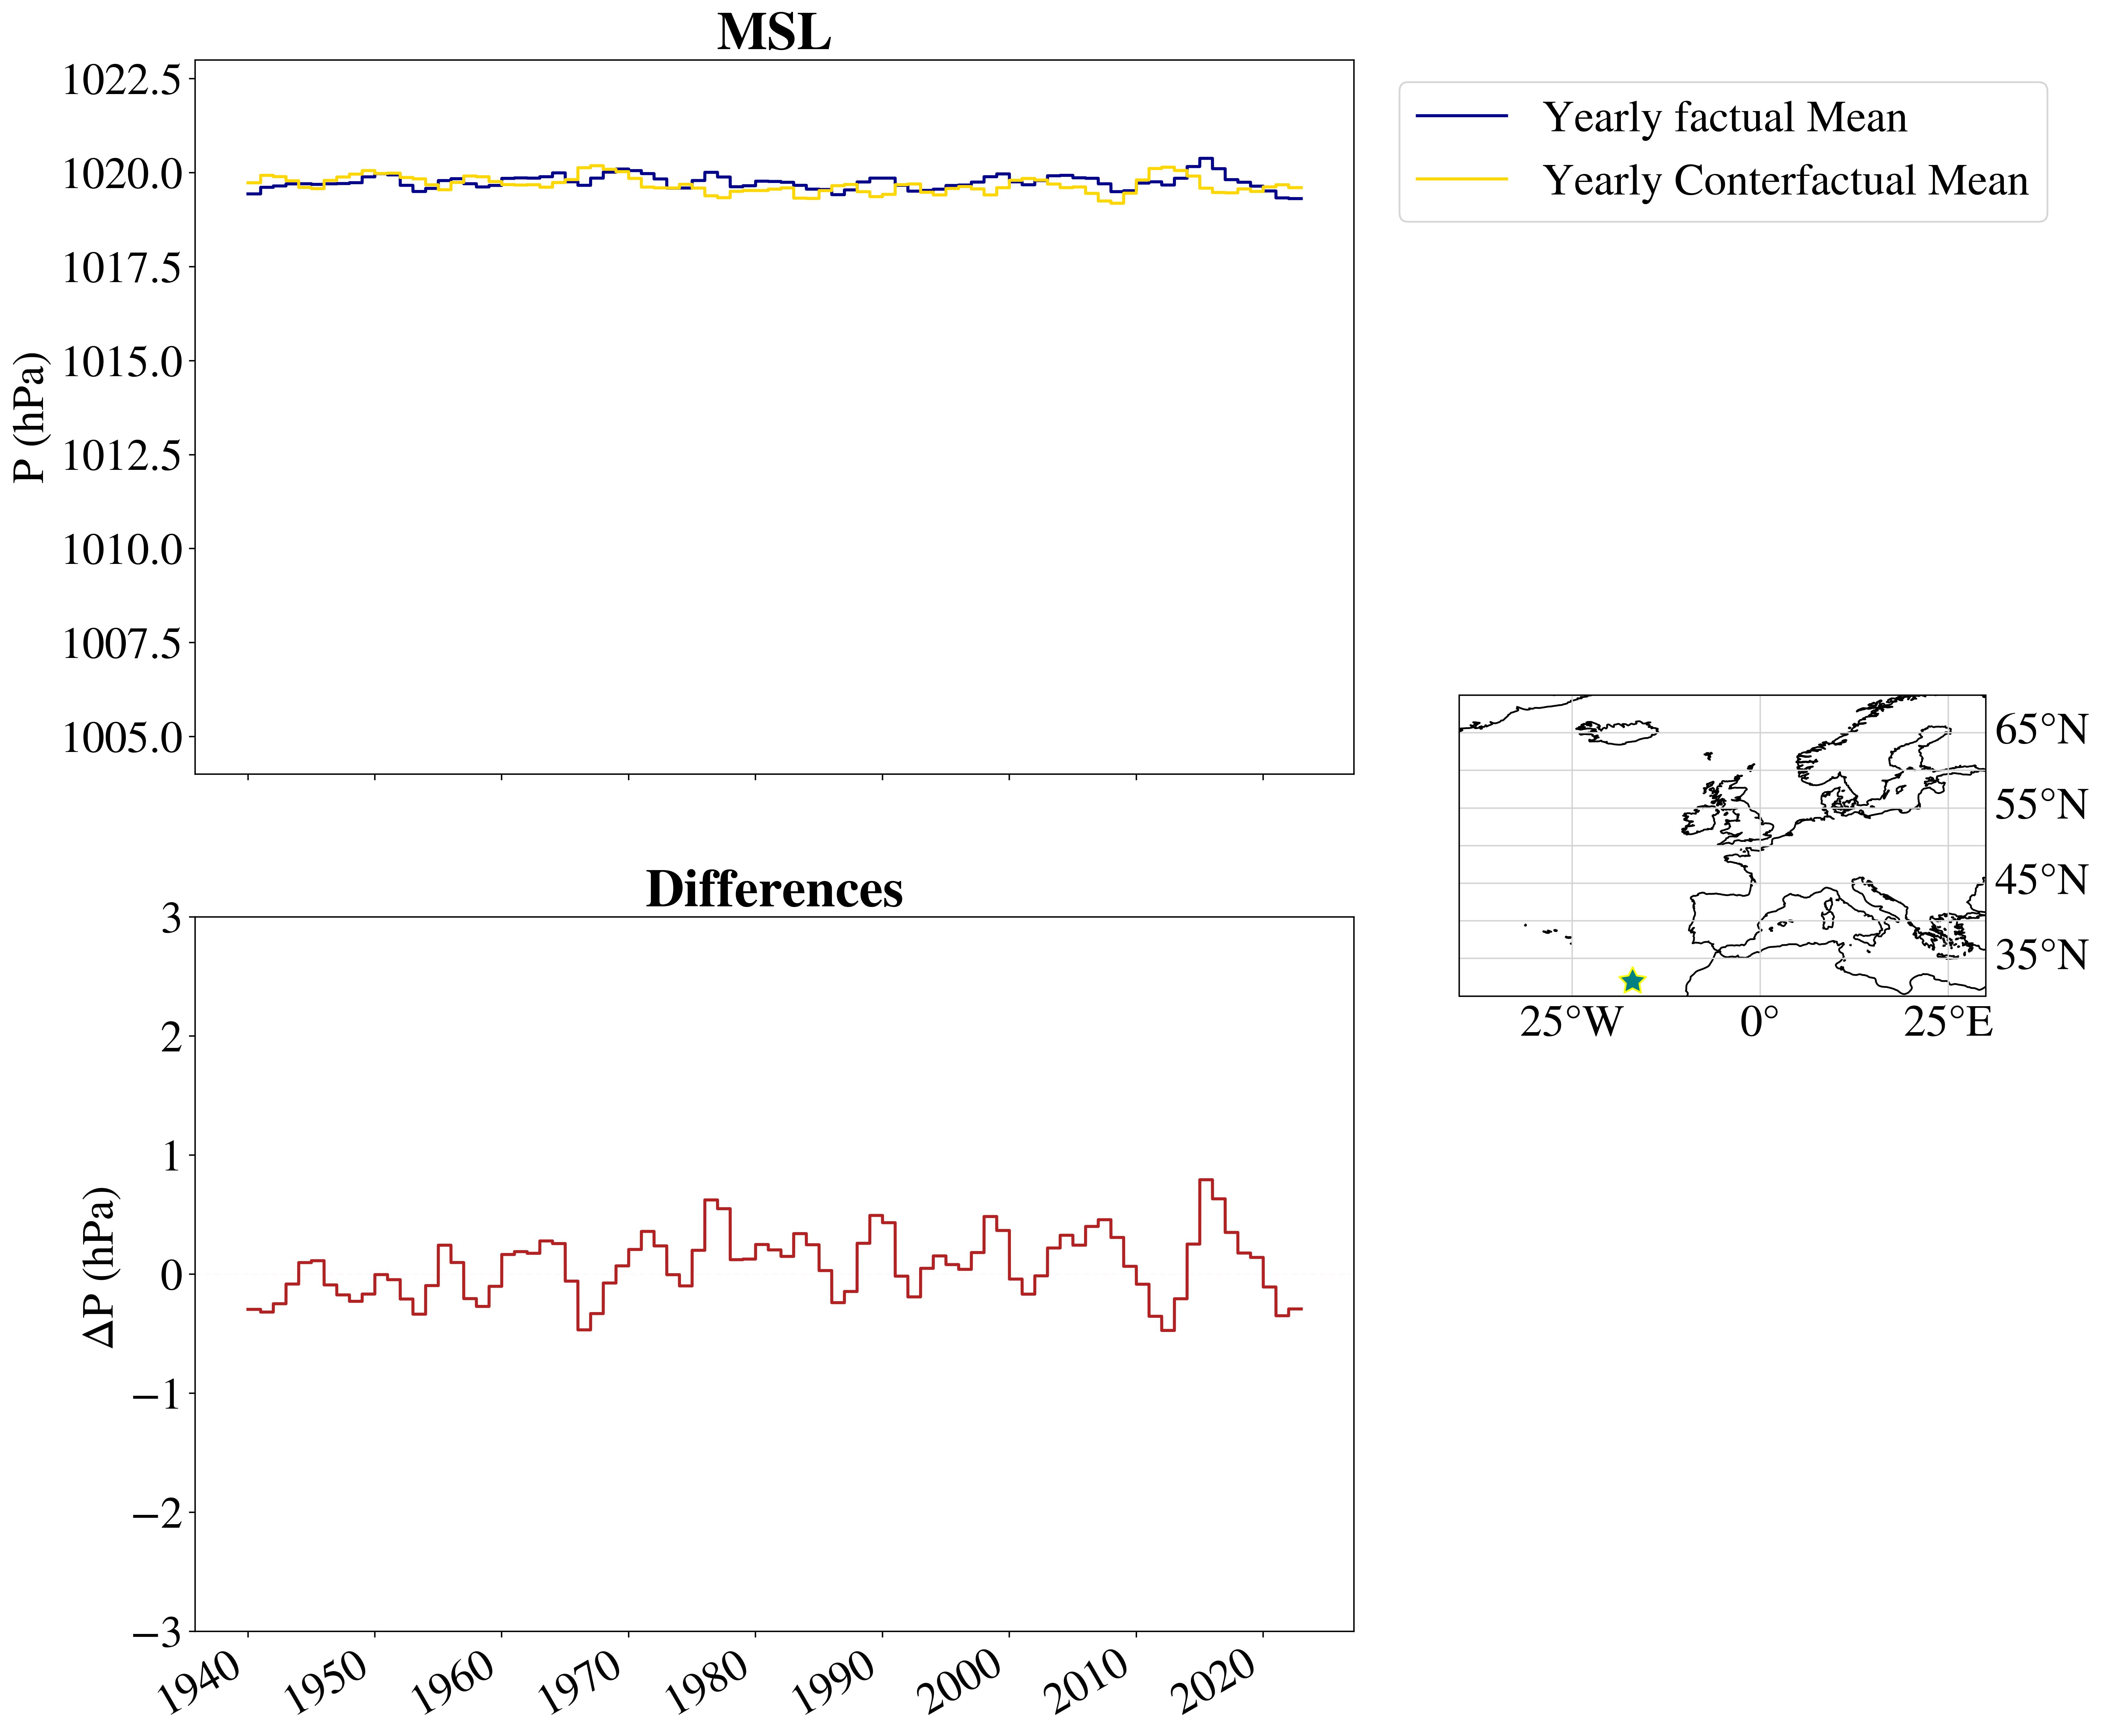 MSL
1022.5
1020.0
1017.5
1015.0
1012.5
1010.0
1007.5
1005.0
P (hPa)
Yearly factual Mean
Yearly Conterfactual Mean
65°N
55°N
45°N
35°N
25°W 0° 25°E
Differences
3
2
1
0
−1
−2
−3
ΔP (hPa)
1940 1950 1960 1970 1980 1990 2000 2010 2020